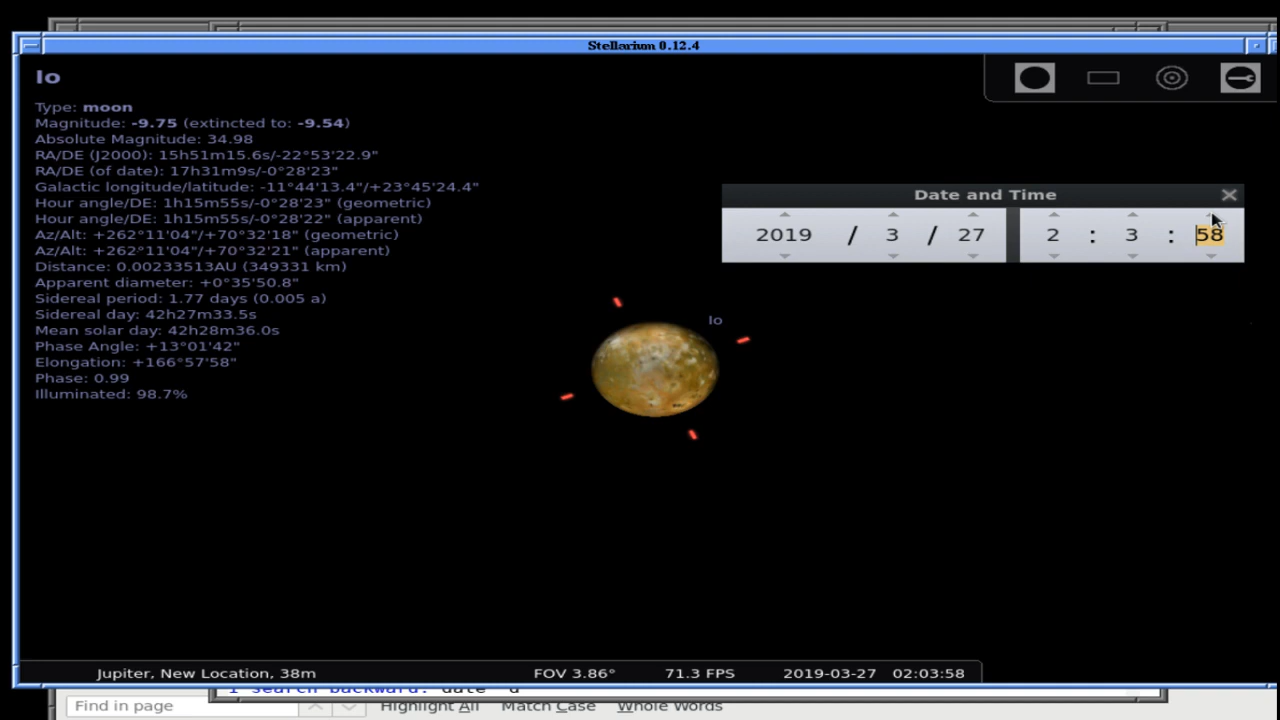 Stellarium 0.12.4
Io
Type: moon
Magnitude: -9.75 (extincted to: -9.54)
Absolute Magnitude: 34.98
RA/DE (J2000): 15h51m15.6s/-22°53'22.9"
RA/DE (of date): 17h31m9s/-0°28'23"
Galactic longitude/latitude: -11°44'13.4"/+23°45'24.4"
Hour angle/DE: 1h15m55s/-0°28'23" (geometric)
Hour angle/DE: 1h15m55s/-0°28'22" (apparent)
Az/Alt: +262°11'04"/+70°32'18" (geometric)
Az/Alt: +262°11'04"/+70°32'21" (apparent)
Distance: 0.00233513AU (349331 km)
Apparent diameter: +0°35'50.8"
Sidereal period: 1.77 days (0.005 a)
Sidereal day: 42h27m33.5s
Mean solar day: 42h28m36.0s
Phase Angle: +13°01'42"
Elongation: +166°57'58"
Phase: 0.99
Illuminated: 98.7%
Date and Time
2019 / 3 / 27 2 : 3 : 58
Io
Jupiter, New Location, 38m FOV 3.86° 71.3 FPS 2019-03-27 02:03:58
search backward: date
Find in page Highlight All Match Case Whole Words